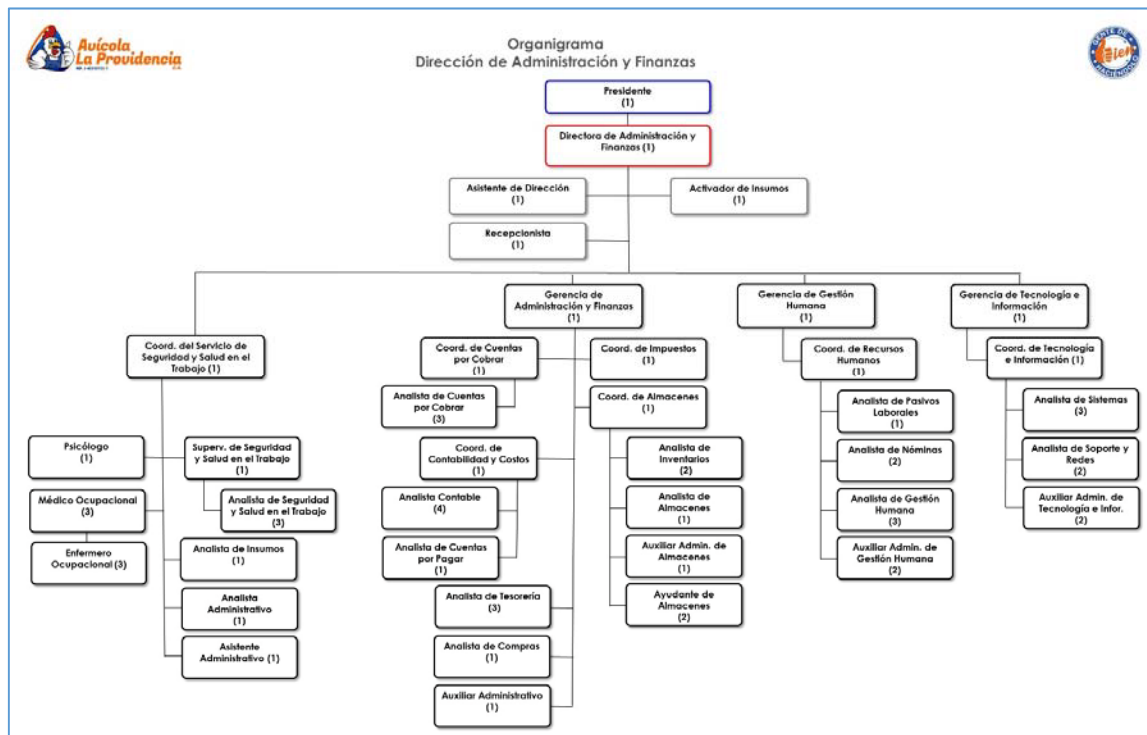 Avícola
La Providencia
C.A.
Organigrama
Dirección de Administración y Finanzas
GENTE DE
Bien
HACIÉNDOLO
Presidente
(1)
Directora de Administración y
Finanzas (1)
Asistente de Dirección
(1)
Activador de Insumos
(1)
Recepcionista
(1)
Coord. del Servicio de
Seguridad y Salud en el
Trabajo (1)
Psicólogo
(1)
Superv. de Seguridad
y Salud en el Trabajo
(1)
Médico Ocupacional
(3)
Analista de Seguridad
y Salud en el Trabajo
(3)
Enfermero
Ocupacional (3)
Analista de Insumos
(1)
Analista
Administrativo
(1)
Asistente
Administrativo (1)
Gerencia de
Administración y Finanzas
(1)
Coord. de Cuentas
por Cobrar
(1)
Coord. de Impuestos
(1)
Analista de Cuentas
por Cobrar
(3)
Coord. de Almacenes
(1)
Coord. de
Contabilidad y Costos
(1)
Analista de
Inventarios
(2)
Analista Contable
(4)
Analista de
Almacenes
(1)
Analista de Cuentas
por Pagar
(1)
Auxiliar Admin. de
Almacenes
(1)
Analista de Tesorería
(3)
Ayudante de
Almacenes
(2)
Analista de Compras
(1)
Auxiliar Administrativo
(1)
Gerencia de Gestión
Humana
(1)
Coord. de Recursos
Humanos
(1)
Analista de Pasivos
Laborales
(1)
Analista de Nóminas
(2)
Analista de Gestión
Humana
(3)
Auxiliar Admin. de
Gestión Humana
(2)
Gerencia de Tecnología e
Información
(1)
Coord. de Tecnología
e Información (1)
Analista de Sistemas
(3)
Analista de Soporte y
Redes
(2)
Auxiliar Admin. de
Tecnología e Infor.
(2)